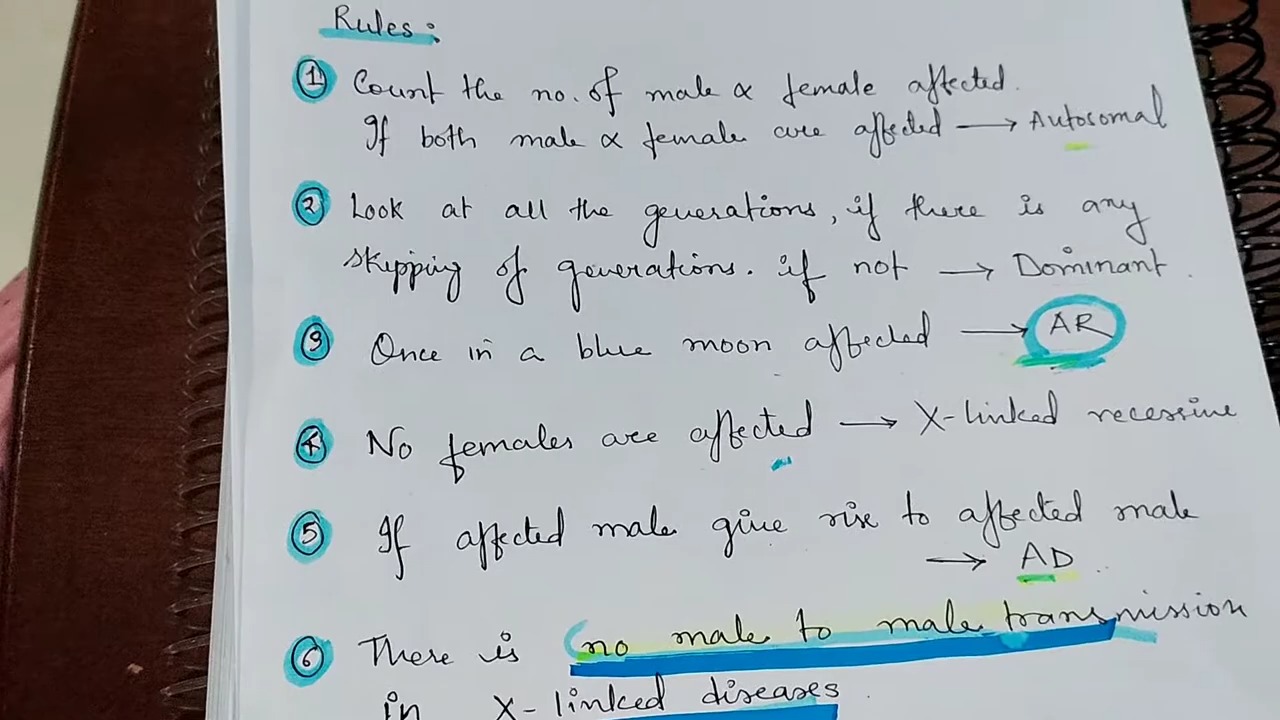 Rules:
① Count the no. of male & female affected.
If both male & female are affected → Autosomal
② Look at all the generations, if there is any
skipping of generations. if not → Dominant.
③ Once in a blue moon affected → AR
④ No females are affected → X-linked recessive
⑤ If affected male give rise to affected male
→ AD
⑥ There is no male to male transmission
in X-linked diseases.